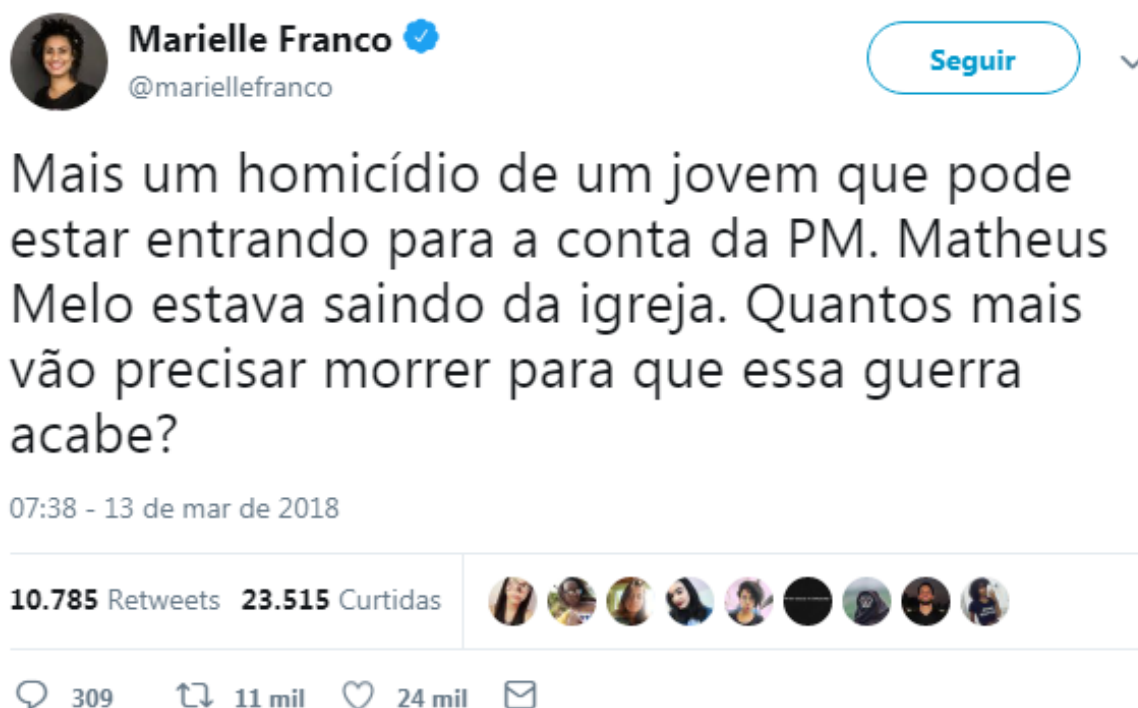 Marielle Franco
@mariellefranco
Seguir
Mais um homicídio de um jovem que pode
estar entrando para a conta da PM. Matheus
Melo estava saindo da igreja. Quantos mais
vão precisar morrer para que essa guerra
acabe?
07:38 - 13 de mar de 2018
10.785 Retweets 23.515 Curtidas
309 11 mil 24 mil